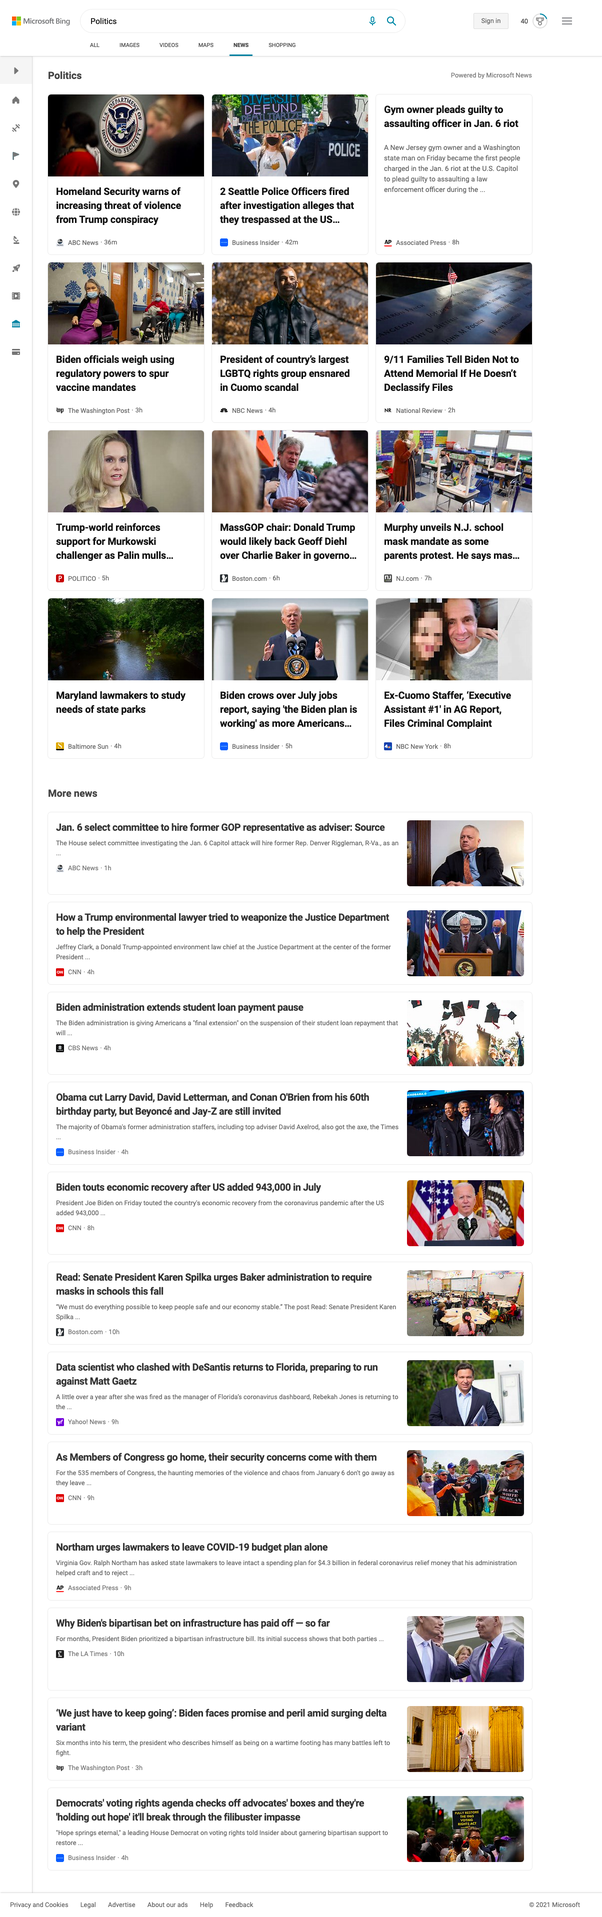 Microsoft Bing
Politics
Sign in
40
ALL
IMAGES
VIDEOS
MAPS
NEWS
SHOPPING
Politics
Powered by Microsoft News
DIVERSIFY
DEFUND
THE POLICE
POLICE
Gym owner pleads guilty to
assaulting officer in Jan. 6 riot
A New Jersey gym owner and a Washington
state man on Friday became the first people
charged in the Jan. 6 riot at the U.S. Capitol
to plead guilty to assaulting a law
enforcement officer during the ...
AP Associated Press · 8h
Homeland Security warns of
increasing threat of violence
from Trump conspiracy
ABC News · 36m
2 Seattle Police Officers fired
after investigation alleges that
they trespassed at the US...
Business Insider · 42m
Biden officials weigh using
regulatory powers to spur
vaccine mandates
wp The Washington Post · 3h
President of country's largest
LGBTQ rights group ensnared
in Cuomo scandal
NBC News · 4h
9/11 Families Tell Biden Not to
Attend Memorial If He Doesn't
Declassify Files
NR National Review · 2h
Trump-world reinforces
support for Murkowski
challenger as Palin mulls...
P POLITICO · 5h
MassGOP chair: Donald Trump
would likely back Geoff Diehl
over Charlie Baker in governo...
Boston.com · 6h
Murphy unveils N.J. school
mask mandate as some
parents protest. He says mas...
NJ.com · 7h
Maryland lawmakers to study
needs of state parks
Baltimore Sun · 4h
Biden crows over July jobs
report, saying 'the Biden plan is
working' as more Americans...
Business Insider · 5h
Ex-Cuomo Staffer, 'Executive
Assistant #1' in AG Report,
Files Criminal Complaint
NBC New York · 8h
More news
Jan. 6 select committee to hire former GOP representative as adviser: Source
The House select committee investigating the Jan. 6 Capitol attack will hire former Rep. Denver Riggleman, R-Va., as an
...
ABC News · 1h
How a Trump environmental lawyer tried to weaponize the Justice Department
to help the President
Jeffrey Clark, a Donald Trump-appointed environment law chief at the Justice Department at the center of the former
President ...
CNN CNN · 4h
Biden administration extends student loan payment pause
The Biden administration is giving Americans a "final extension" on the suspension of their student loan repayment that
will ...
CBS News · 4h
Obama cut Larry David, David Letterman, and Conan O'Brien from his 60th
birthday party, but Beyoncé and Jay-Z are still invited
The majority of Obama's former administration staffers, including top adviser David Axelrod, also got the axe, the Times
...
Business Insider · 4h
Biden touts economic recovery after US added 943,000 in July
President Joe Biden on Friday touted the country's economic recovery from the coronavirus pandemic after the US
added 943,000 ...
CNN CNN · 8h
Read: Senate President Karen Spilka urges Baker administration to require
masks in schools this fall
"We must do everything possible to keep people safe and our economy stable." The post Read: Senate President Karen
Spilka ...
Boston.com · 10h
Data scientist who clashed with DeSantis returns to Florida, preparing to run
against Matt Gaetz
A little over a year after she was fired as the manager of Florida's coronavirus dashboard, Rebekah Jones is returning to
the ...
Yahoo! News · 9h
As Members of Congress go home, their security concerns come with them
For the 535 members of Congress, the haunting memories of the violence and chaos from January 6 don't go away as
they leave ...
CNN CNN · 9h
Northam urges lawmakers to leave COVID-19 budget plan alone
Virginia Gov. Ralph Northam has asked state lawmakers to leave intact a spending plan for $4.3 billion in federal coronavirus relief money that his administration
helped craft and to reject ...
AP Associated Press · 9h
Why Biden's bipartisan bet on infrastructure has paid off — so far
For months, President Biden prioritized a bipartisan infrastructure bill. Its initial success shows that both parties ...
The LA Times · 10h
'We just have to keep going': Biden faces promise and peril amid surging delta
variant
Six months into his term, the president who describes himself as being on a wartime footing has many battles left to
fight.
wp The Washington Post · 3h
Democrats' voting rights agenda checks off advocates' boxes and they're
'holding out hope' it'll break through the filibuster impasse
"Hope springs eternal," a leading House Democrat on voting rights told Insider about garnering bipartisan support to
restore ...
Business Insider · 4h
Privacy and Cookies
Legal
Advertise
About our ads
Help
Feedback
© 2021 Microsoft